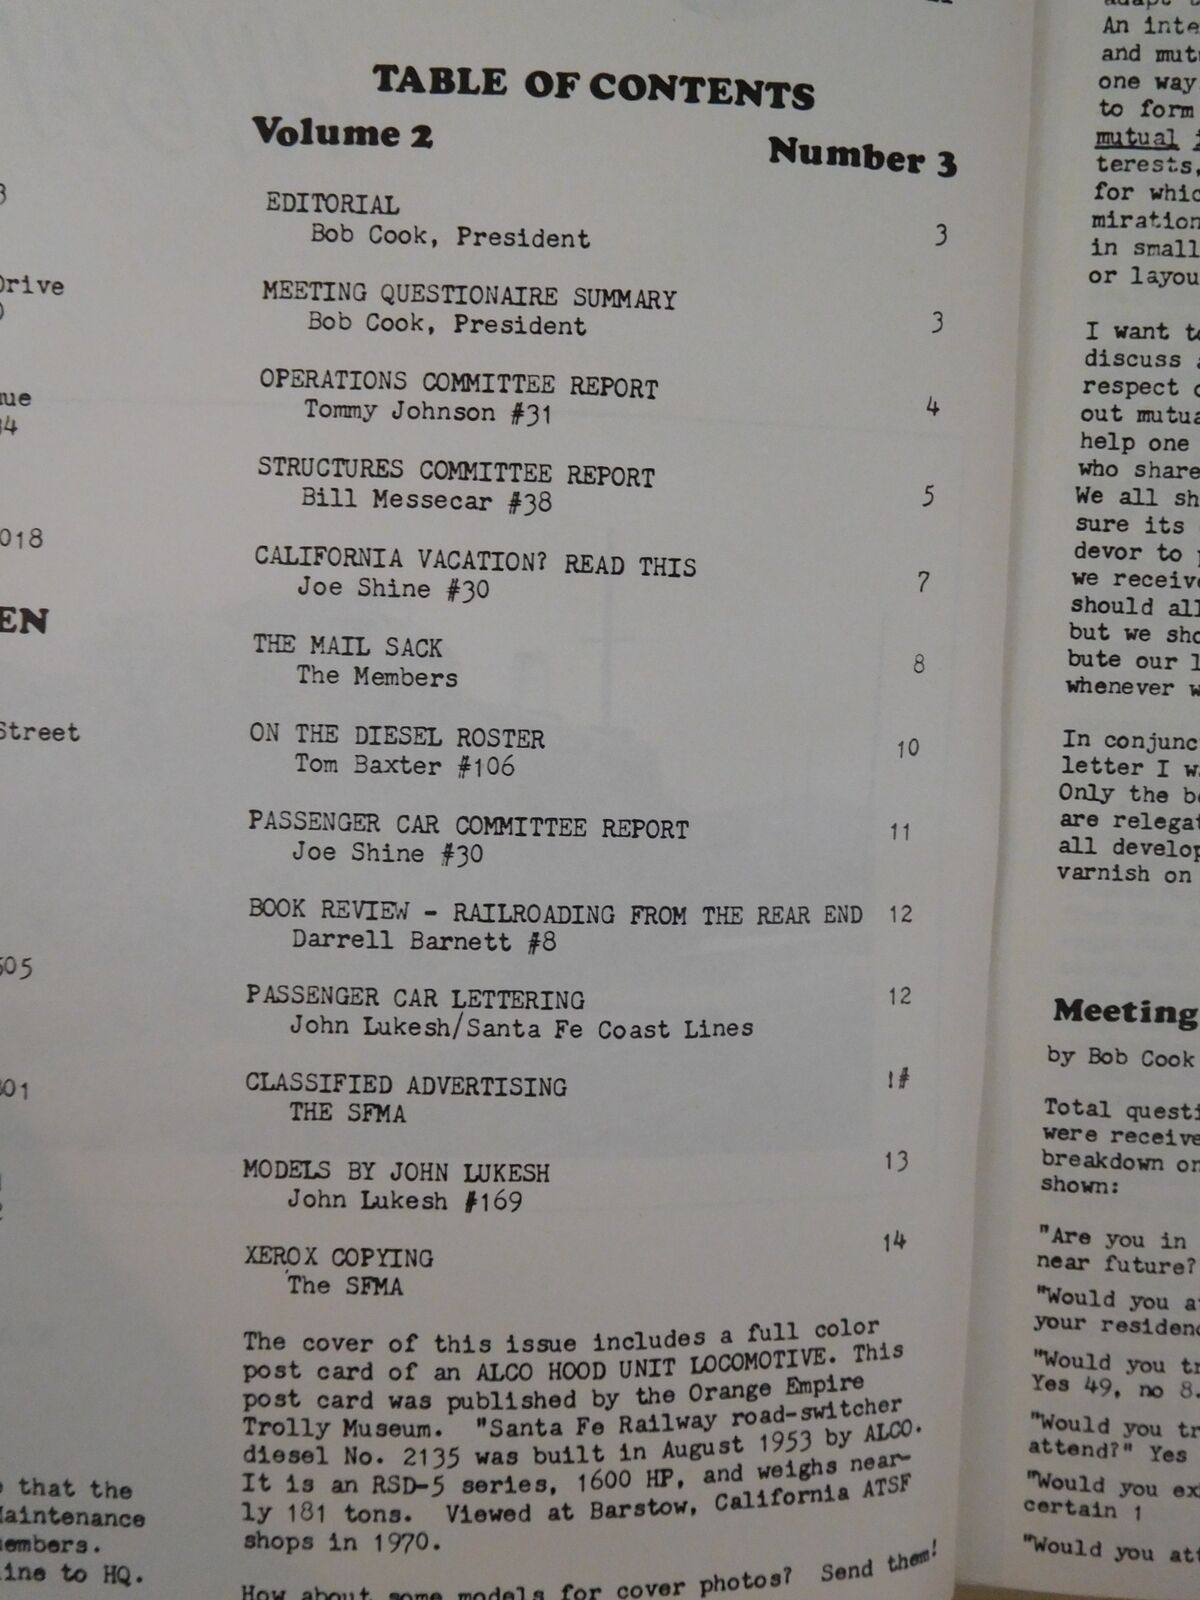 3
Drive
0
nue
34
018
EN
Street
505
301
that the
Maintenance
members.
line to HQ.
TABLE OF CONTENTS
Volume 2 Number 3
EDITORIAL
Bob Cook, President 3
MEETING QUESTIONAIRE SUMMARY
Bob Cook, President 3
OPERATIONS COMMITTEE REPORT
Tommy Johnson #31 4
STRUCTURES COMMITTEE REPORT
Bill Messecar #38 5
CALIFORNIA VACATION? READ THIS
Joe Shine #30 7
THE MAIL SACK
The Members 8
ON THE DIESEL ROSTER 10
Tom Baxter #106
PASSENGER CAR COMMITTEE REPORT 11
Joe Shine #30
BOOK REVIEW - RAILROADING FROM THE REAR END 12
Darrell Barnett #8
PASSENGER CAR LETTERING 12
John Lukesh/Santa Fe Coast Lines
CLASSIFIED ADVERTISING 1#
THE SFMA
MODELS BY JOHN LUKESH 13
John Lukesh #169
XEROX COPYING 14
The SFMA
The cover of this issue includes a full color
post card of an ALCO HOOD UNIT LOCOMOTIVE. This
post card was published by the Orange Empire
Trolly Museum. "Santa Fe Railway road-switcher
diesel No. 2135 was built in August 1953 by ALCO.
It is an RSD-5 series, 1600 HP, and weighs near-
ly 181 tons. Viewed at Barstow, California ATSF
shops in 1970.
How about some models for cover photos? Send them!
An inte
and mut
one way.
to form
mutual i
terests,
for whic
miration
in small
or layou
I want to
discuss a
respect o
out mutua
help one
who share
We all sh
sure its
devor to p
we receive
should all
but we sho
bute our l
whenever w
In conjunc
letter I wa
Only the be
are relegat
all develop
varnish on
Meeting
by Bob Cook
Total questi
were receive
breakdown on
shown:
"Are you in
near future?
"Would you at
your residenc
"Would you tr
Yes 49, no 8.
"Would you tr
attend?" Yes
"Would you ex
certain 1
"Would you att